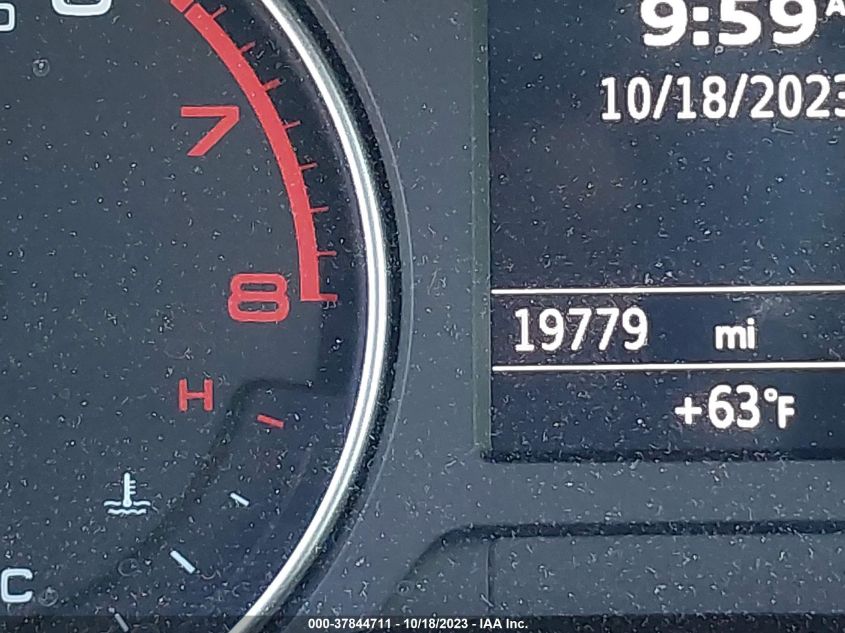 9:59
10/18/2023
7
8
19779 mi
H
+63°F
C
000-37844711 - 10/18/2023 - IAA Inc.